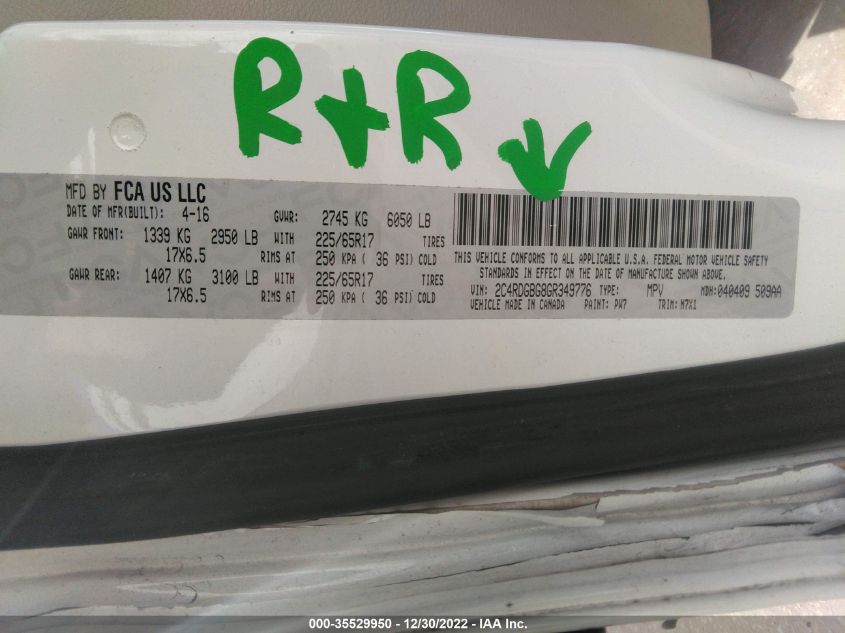 R+R
MFD BY FCA US LLC
DATE OF MFR(BUILT): 4-16 GVWR: 2745 KG 6050 LB
GAWR FRONT: 1339 KG 2950 LB WITH 225/65R17 TIRES
17X6.5 RIMS AT 250 KPA ( 36 PSI) COLD
GAWR REAR: 1407 KG 3100 LB WITH 225/65R17 TIRES
17X6.5 RIMS AT 250 KPA ( 36 PSI) COLD
THIS VEHICLE CONFORMS TO ALL APPLICABLE U.S.A. FEDERAL MOTOR VEHICLE SAFETY
STANDARDS IN EFFECT ON THE DATE OF MANUFACTURE SHOWN ABOVE.
VIN: 2C4RDGBG8GR349776 TYPE: MPV MDH: 040409 509AA
VEHICLE MADE IN CANADA PAINT: PW7 TRIM: M7X1
000-35529950 - 12/30/2022 - IAA Inc.